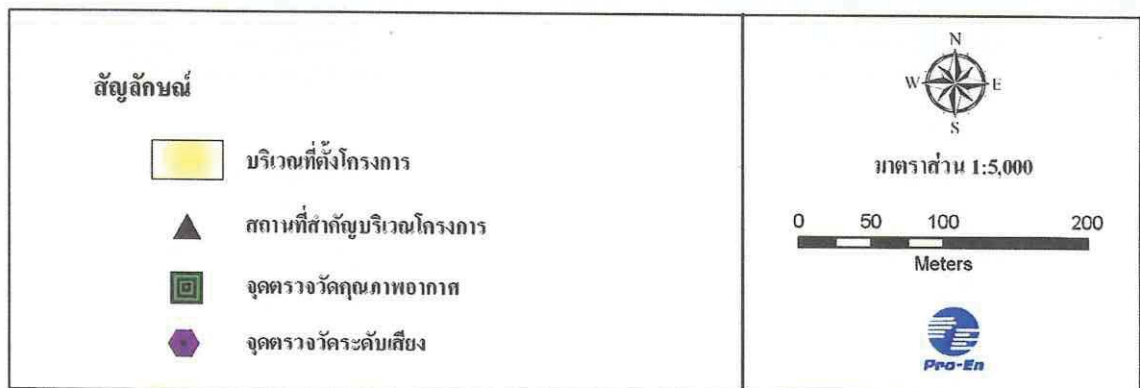 สัญลักษณ์
บริเวณที่ตั้งโครงการ
สถานที่สำคัญบริเวณโครงการ
จุดตรวจวัดคุณภาพอากาศ
จุดตรวจวัดระดับเสียง
N
W E
S
มาตราส่วน 1:5,000
0 50 100 200
Meters
Pro-En